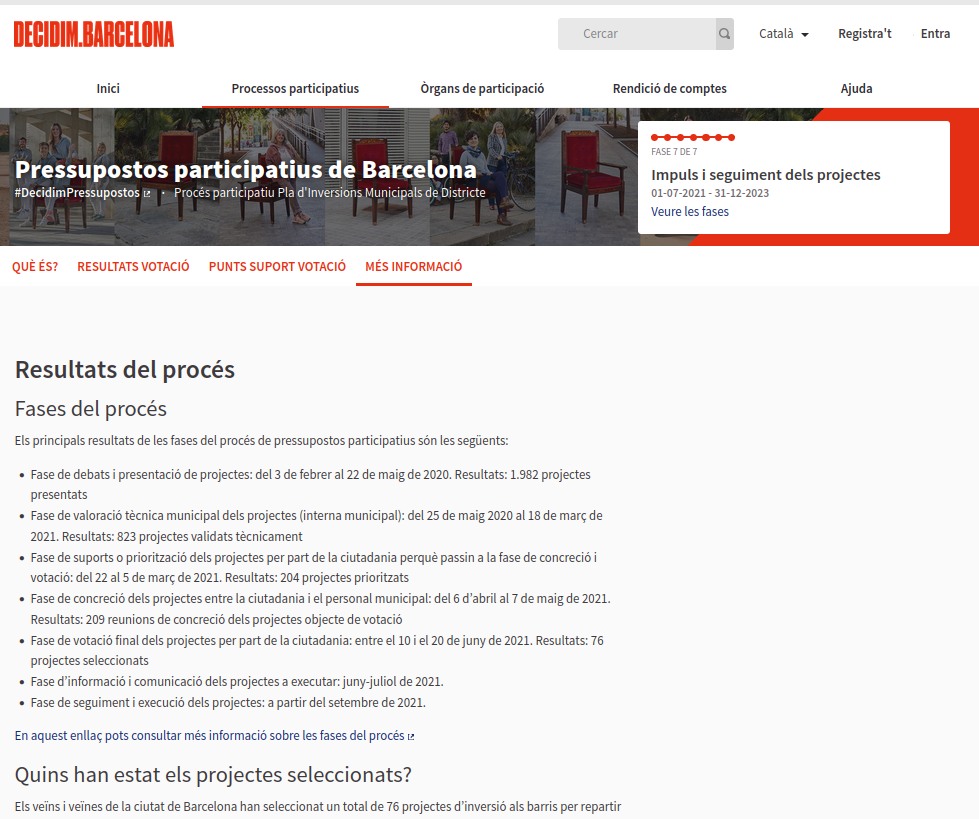 DECIDIM.BARCELONA
Cercar
Català
Registra't
Entra
Inici
Processos participatius
Òrgans de participació
Rendició de comptes
Ajuda
Pressupostos participatius de Barcelona
#DecidimPressupostos • Procés participatiu Pla d'Inversions Municipals de Districte
FASE 7 DE 7
Impuls i seguiment dels projectes
01-07-2021 - 31-12-2023
Veure les fases
QUÈ ÉS?
RESULTATS VOTACIÓ
PUNTS SUPORT VOTACIÓ
MÉS INFORMACIÓ
Resultats del procés
Fases del procés
Els principals resultats de les fases del procés de pressupostos participatius són les següents:
• Fase de debats i presentació de projectes: del 3 de febrer al 22 de maig de 2020. Resultats: 1.982 projectes
presentats
• Fase de valoració tècnica municipal dels projectes (interna municipal): del 25 de maig 2020 al 18 de març de
2021. Resultats: 823 projectes validats tècnicament
• Fase de suports o priorització dels projectes per part de la ciutadania perquè passin a la fase de concreció i
votació: del 22 al 5 de març de 2021. Resultats: 204 projectes prioritzats
• Fase de concreció dels projectes entre la ciutadania i el personal municipal: del 6 d’abril al 7 de maig de 2021.
Resultats: 209 reunions de concreció dels projectes objecte de votació
• Fase de votació final dels projectes per part de la ciutadania: entre el 10 i el 20 de juny de 2021. Resultats: 76
projectes seleccionats
• Fase d’informació i comunicació dels projectes a executar: juny-juliol de 2021.
• Fase de seguiment i execució dels projectes: a partir del setembre de 2021.
En aquest enllaç pots consultar més informació sobre les fases del procés
Quins han estat els projectes seleccionats?
Els veïns i veïnes de la ciutat de Barcelona han seleccionat un total de 76 projectes d’inversió als barris per repartir